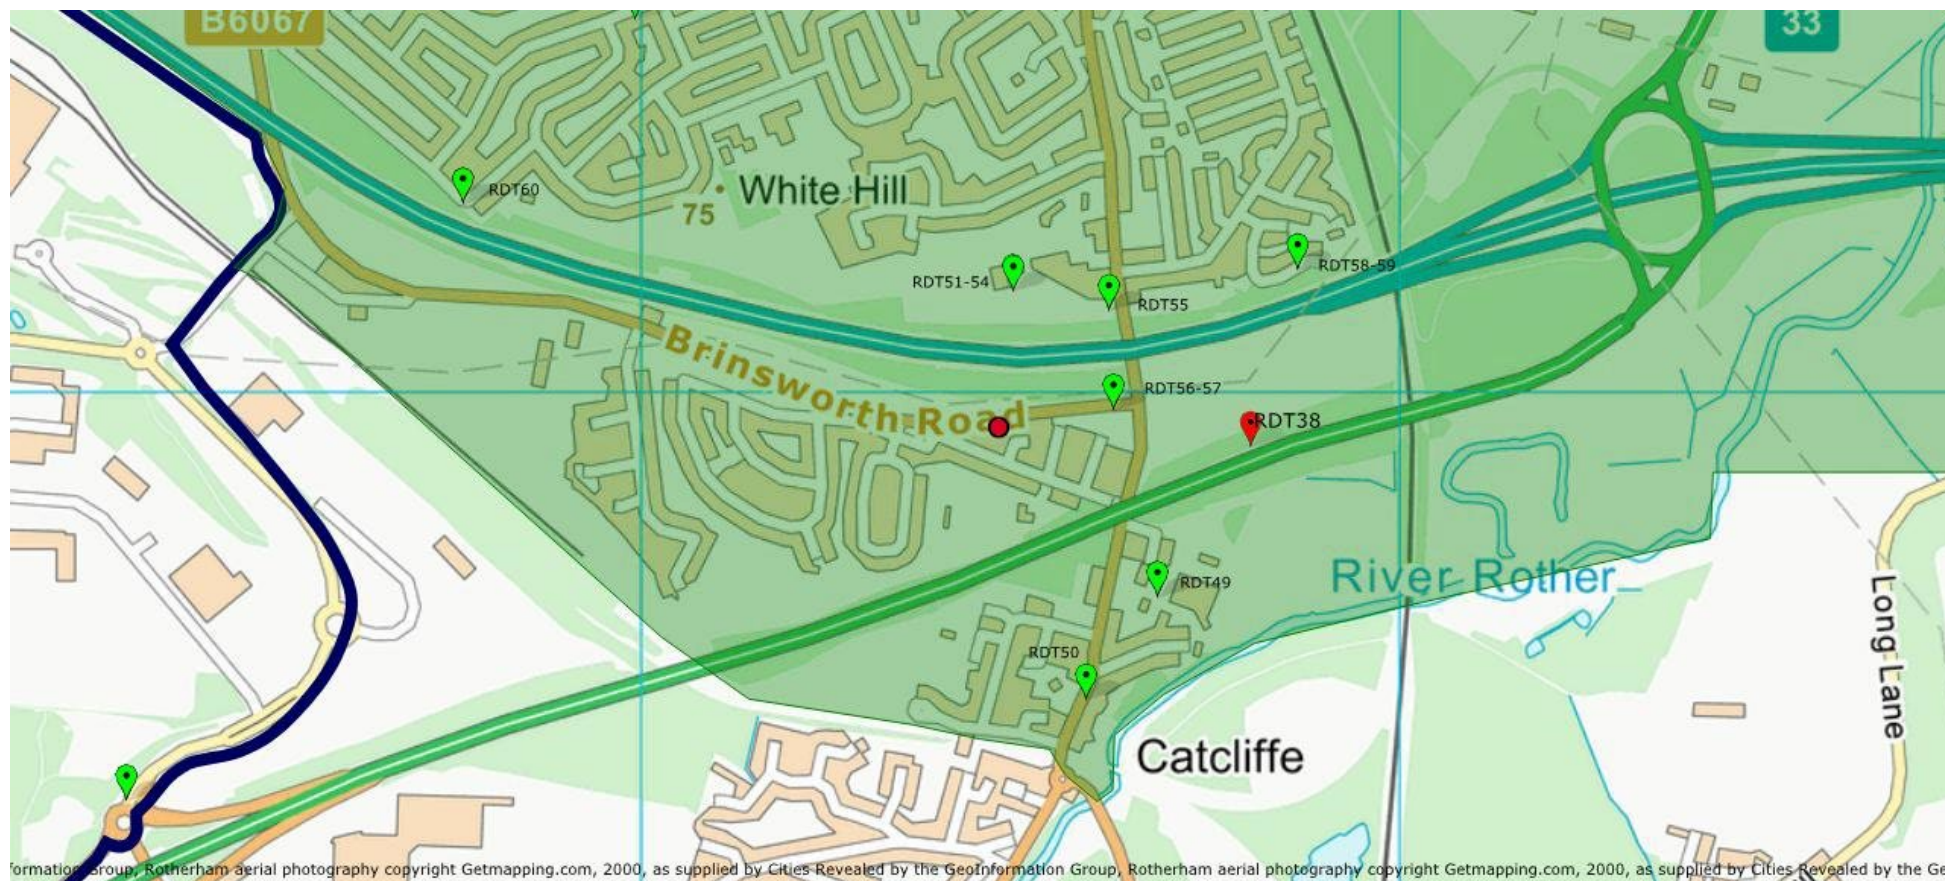 B6067
33
RDT60
White Hill
75
RDT51-54
RDT58-59
RDT55
Brinsworth Road
RDT56-57
RDT38
River Rother
RDT49
Long Lane
RDT50
Catcliffe
formation Group, Rotherham aerial photography copyright Getmapping.com, 2000, as supplied by Cities Revealed by the GeoInformation Group, Rotherham aerial photography copyright Getmapping.com, 2000, as supplied by Cities Revealed by the Ge